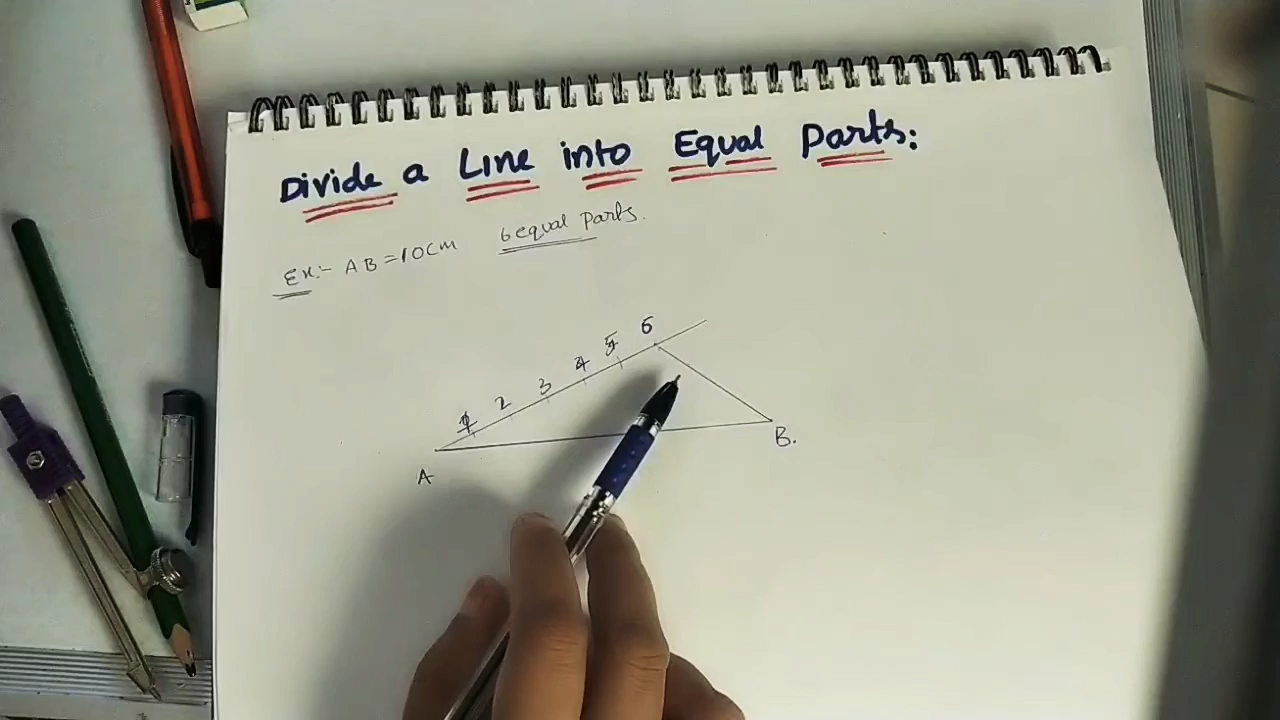 Divide a Line into Equal Parts:
Ex:- AB=10cm 6 equal parts.
1 2 3 4 5 6
A B.